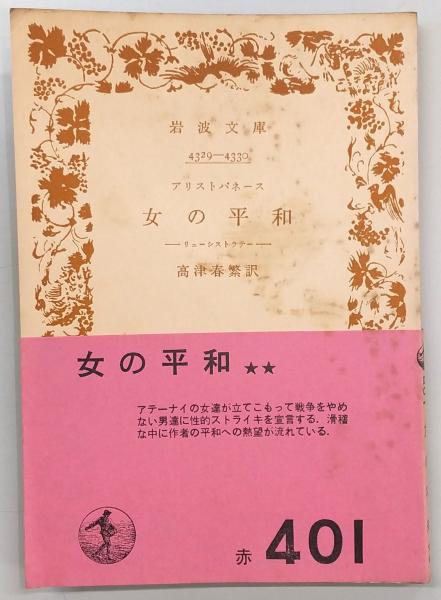 岩波文庫
4329—4330
アリストパネース
女の平和
— リューシストラテー —
高津春繁訳
女の平和 ★★
アテーナイの女達が立てこもって戦争をやめ
ない男達に性的ストライキを宣言する．滑稽
な中に作者の平和への熱望が流れている．
赤 401